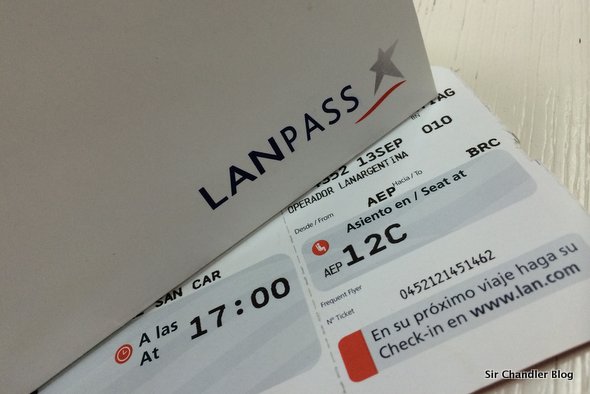 LANPASS
13SEP
010
OPERADOR LANARGENTINA
Desde / From
AEP
Hacia / To
BRC
Asiento en / Seat at
AEP 12C
Frequent Flyer
0452121451462
Nº Ticket
En su próximo viaje haga su
Check-in en www.lan.com
SAN CAR
A las
At
17:00
Sir Chandler Blog